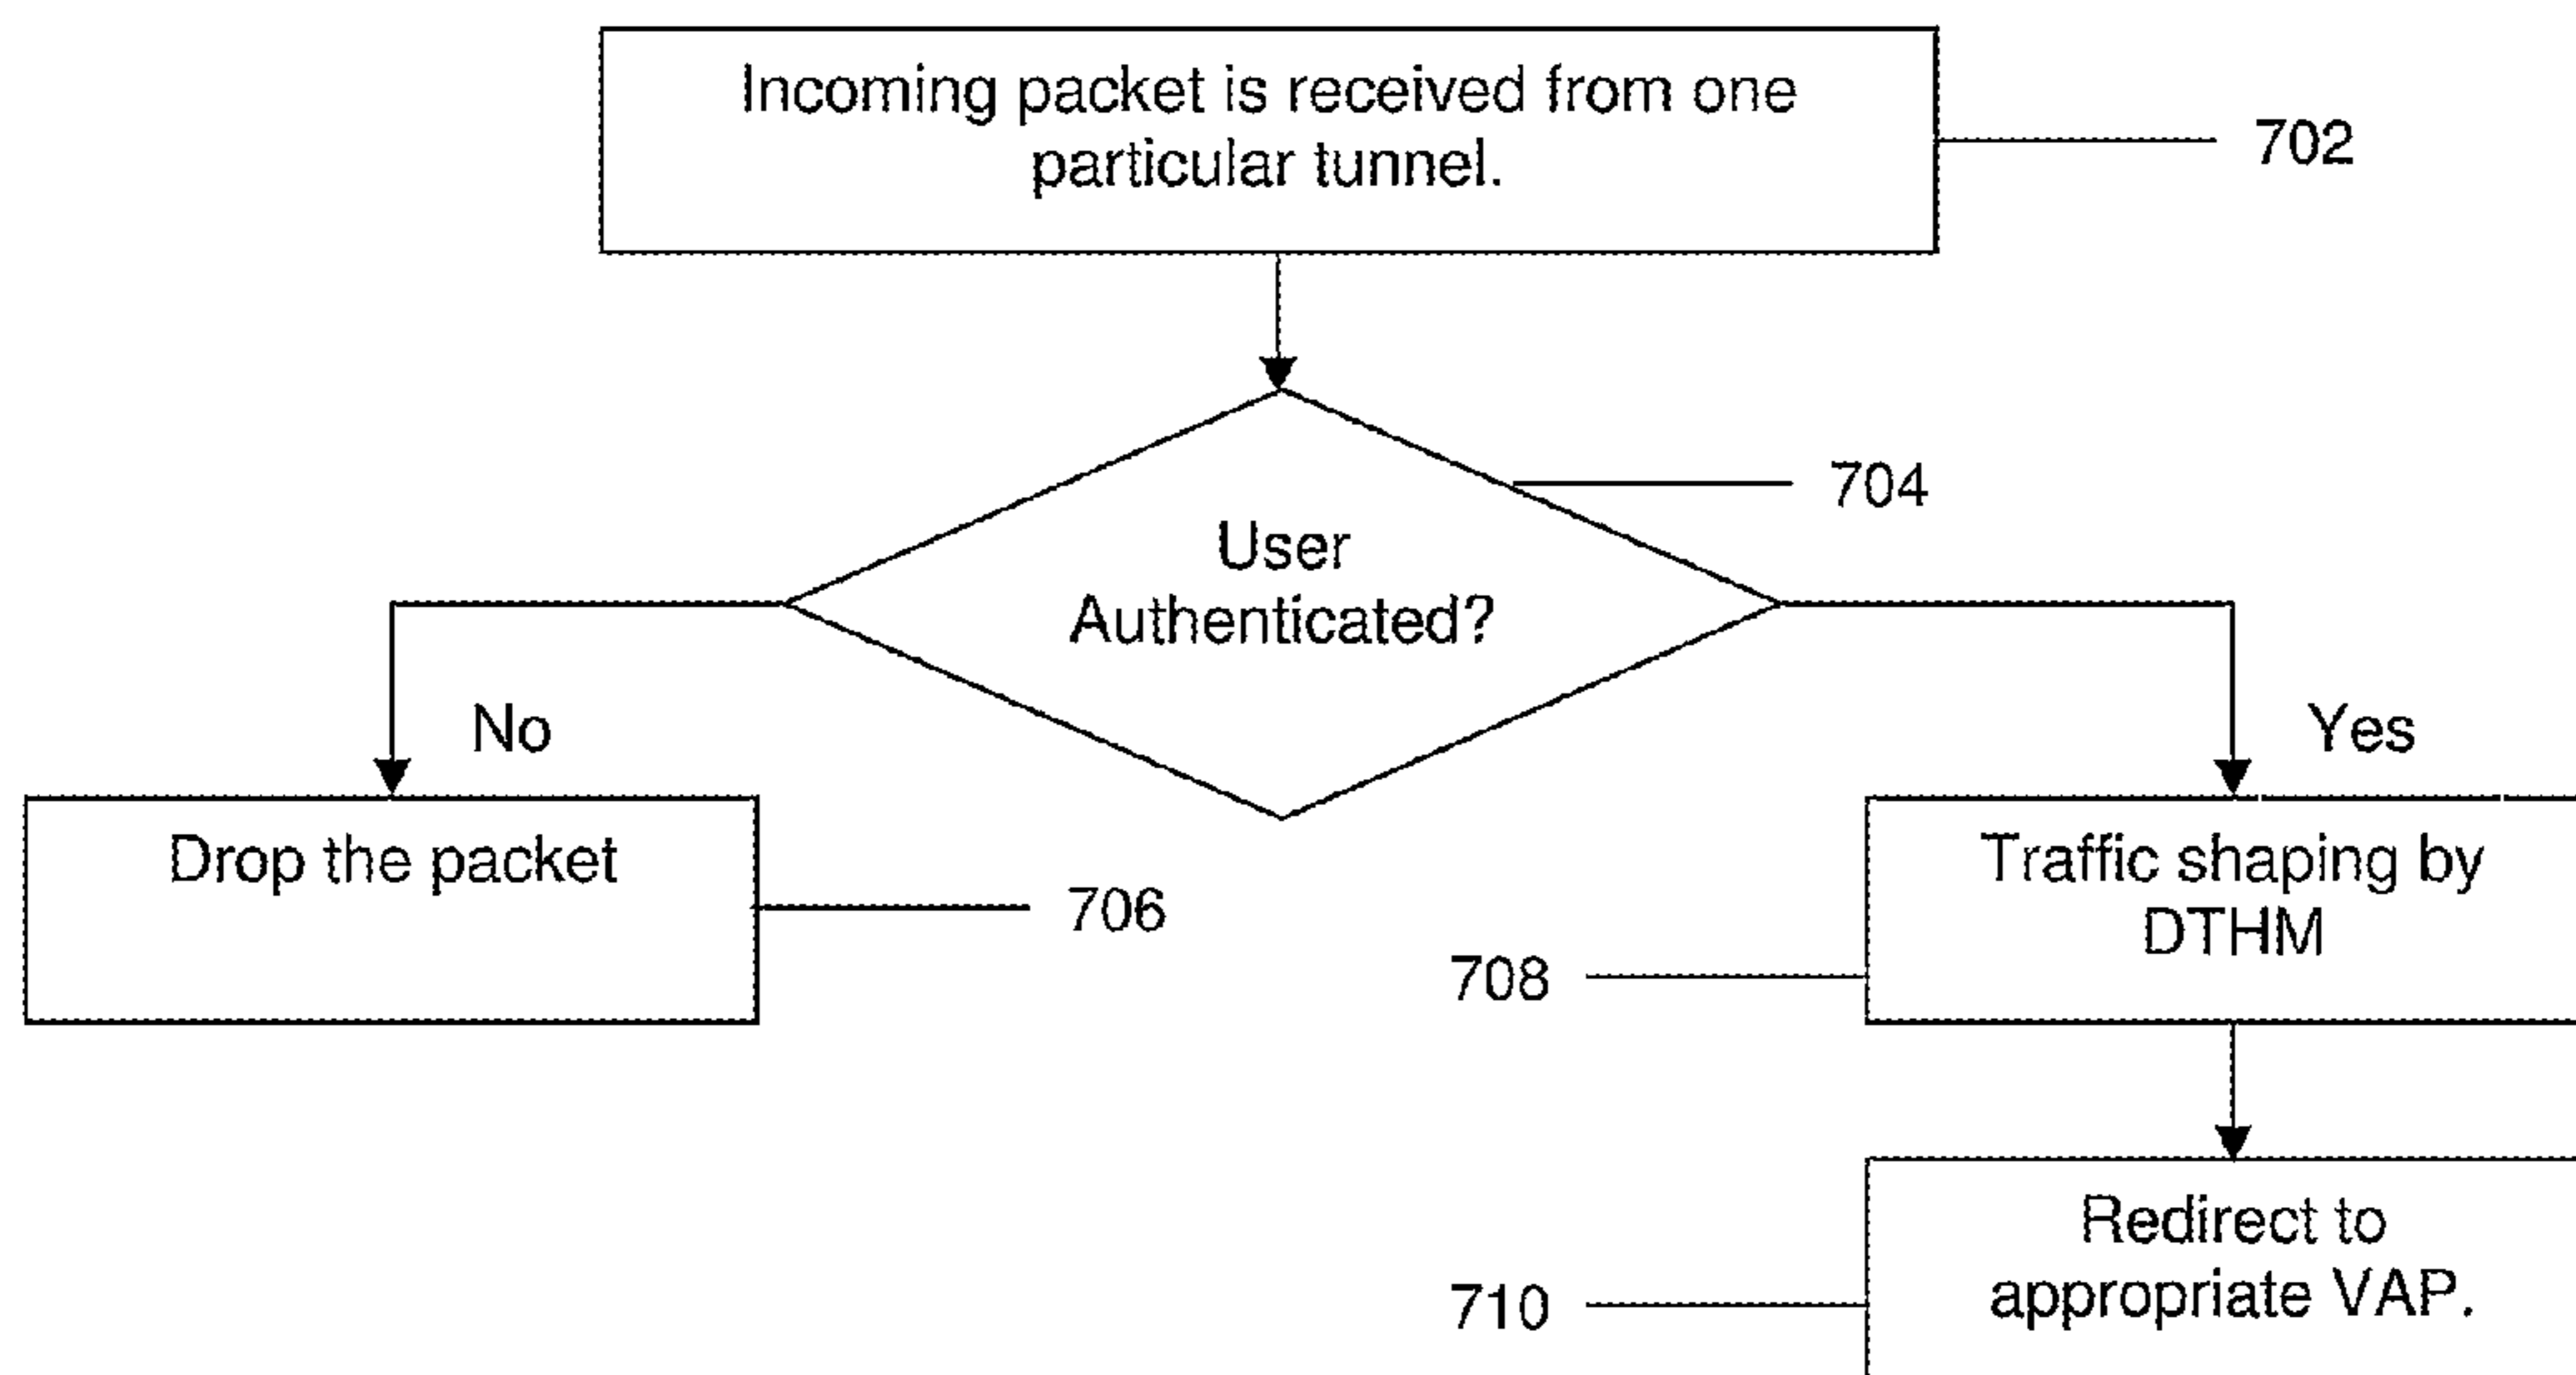 Incoming packet is received from one
particular tunnel.
702
704
User
Authenticated?
No
Yes
Drop the packet
706
Traffic shaping by
DTHM
708
Redirect to
appropriate VAP.
710